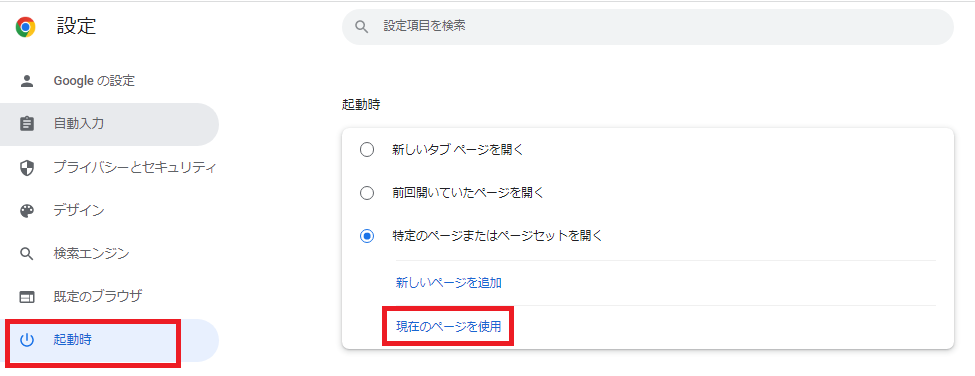 設定
設定項目を検索
Google の設定
自動入力
プライバシーとセキュリティ
デザイン
検索エンジン
既定のブラウザ
起動時
起動時
新しいタブ ページを開く
前回開いていたページを開く
特定のページまたはページセットを開く
新しいページを追加
現在のページを使用